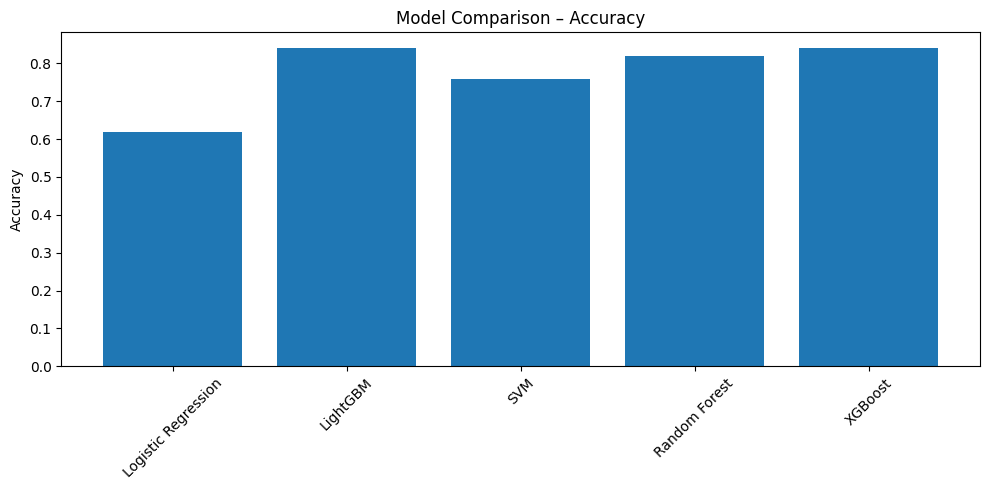 Model Comparison – Accuracy
Accuracy
0.8
0.7
0.6
0.5
0.4
0.3
0.2
0.1
0.0
Logistic Regression
LightGBM
SVM
Random Forest
XGBoost